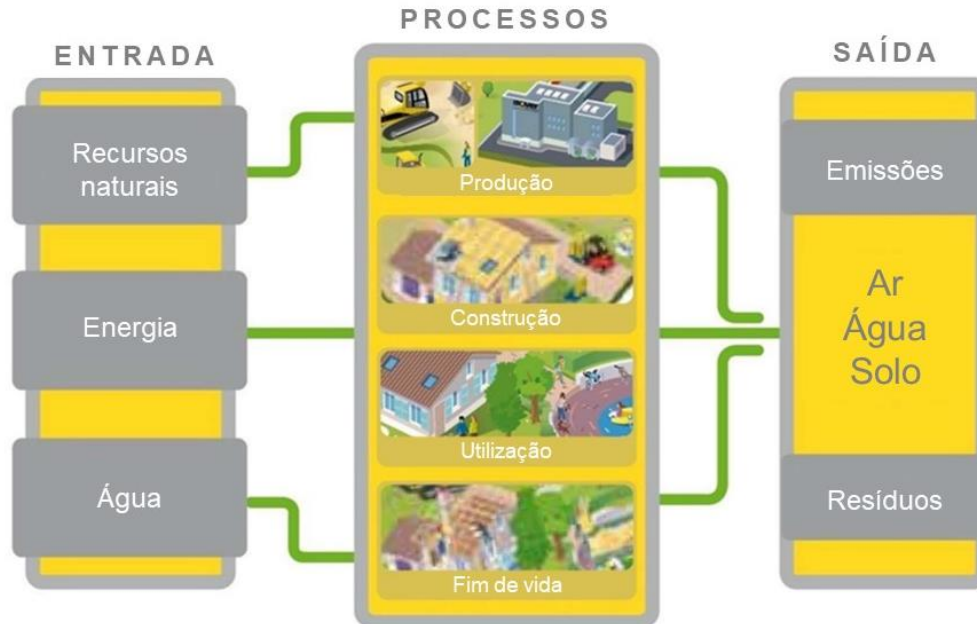 PROCESSOS
ENTRADA
SAÍDA
Recursos
naturais
Energia
Água
Produção
Construção
Utilização
Fim de vida
Emissões
Ar
Água
Solo
Resíduos